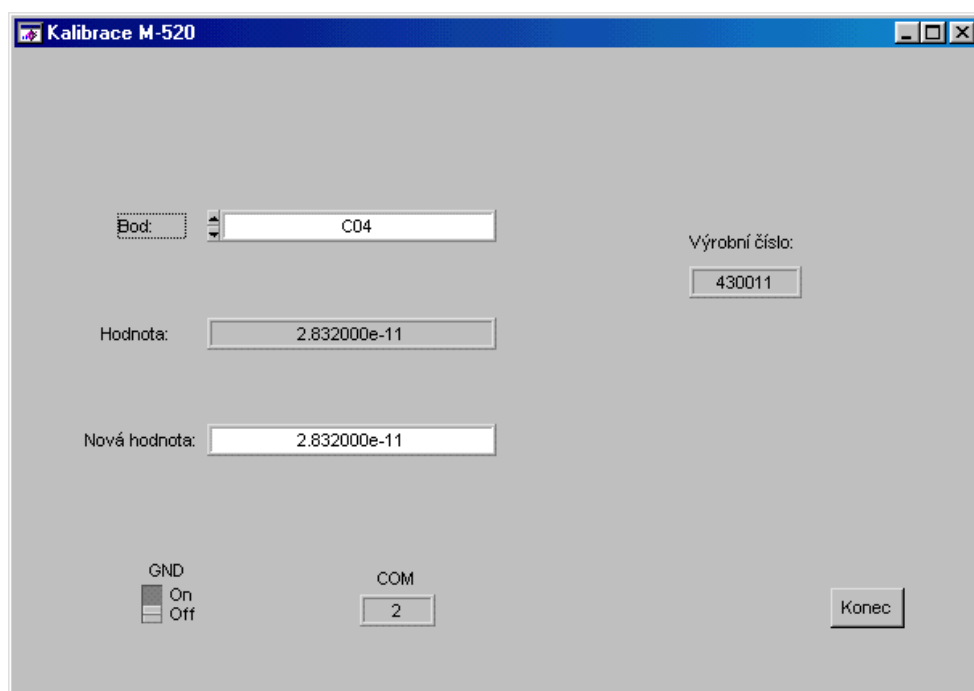 Kalibrace M-520
Bod: C04
Výrobní číslo:
430011
Hodnota: 2.832000e-11
Nová hodnota: 2.832000e-11
GND
On
Off
COM
2
Konec